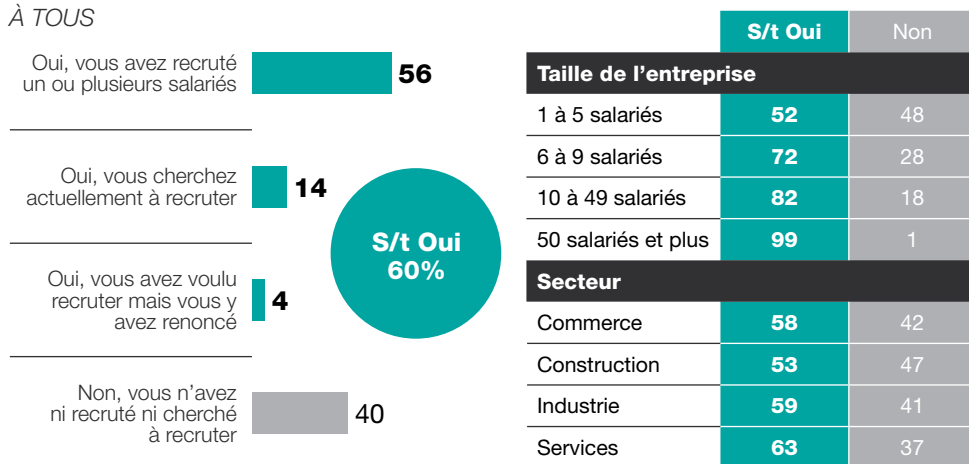 À TOUS
Oui, vous avez recruté
un ou plusieurs salariés
56
Oui, vous cherchez
actuellement à recruter
14
Oui, vous avez voulu
recruter mais vous y
avez renoncé
4
Non, vous n’avez
ni recruté ni cherché
à recruter
40
S/t Oui
60%
S/t Oui Non
Taille de l’entreprise
1 à 5 salariés 52 48
6 à 9 salariés 72 28
10 à 49 salariés 82 18
50 salariés et plus 99 1
Secteur
Commerce 58 42
Construction 53 47
Industrie 59 41
Services 63 37